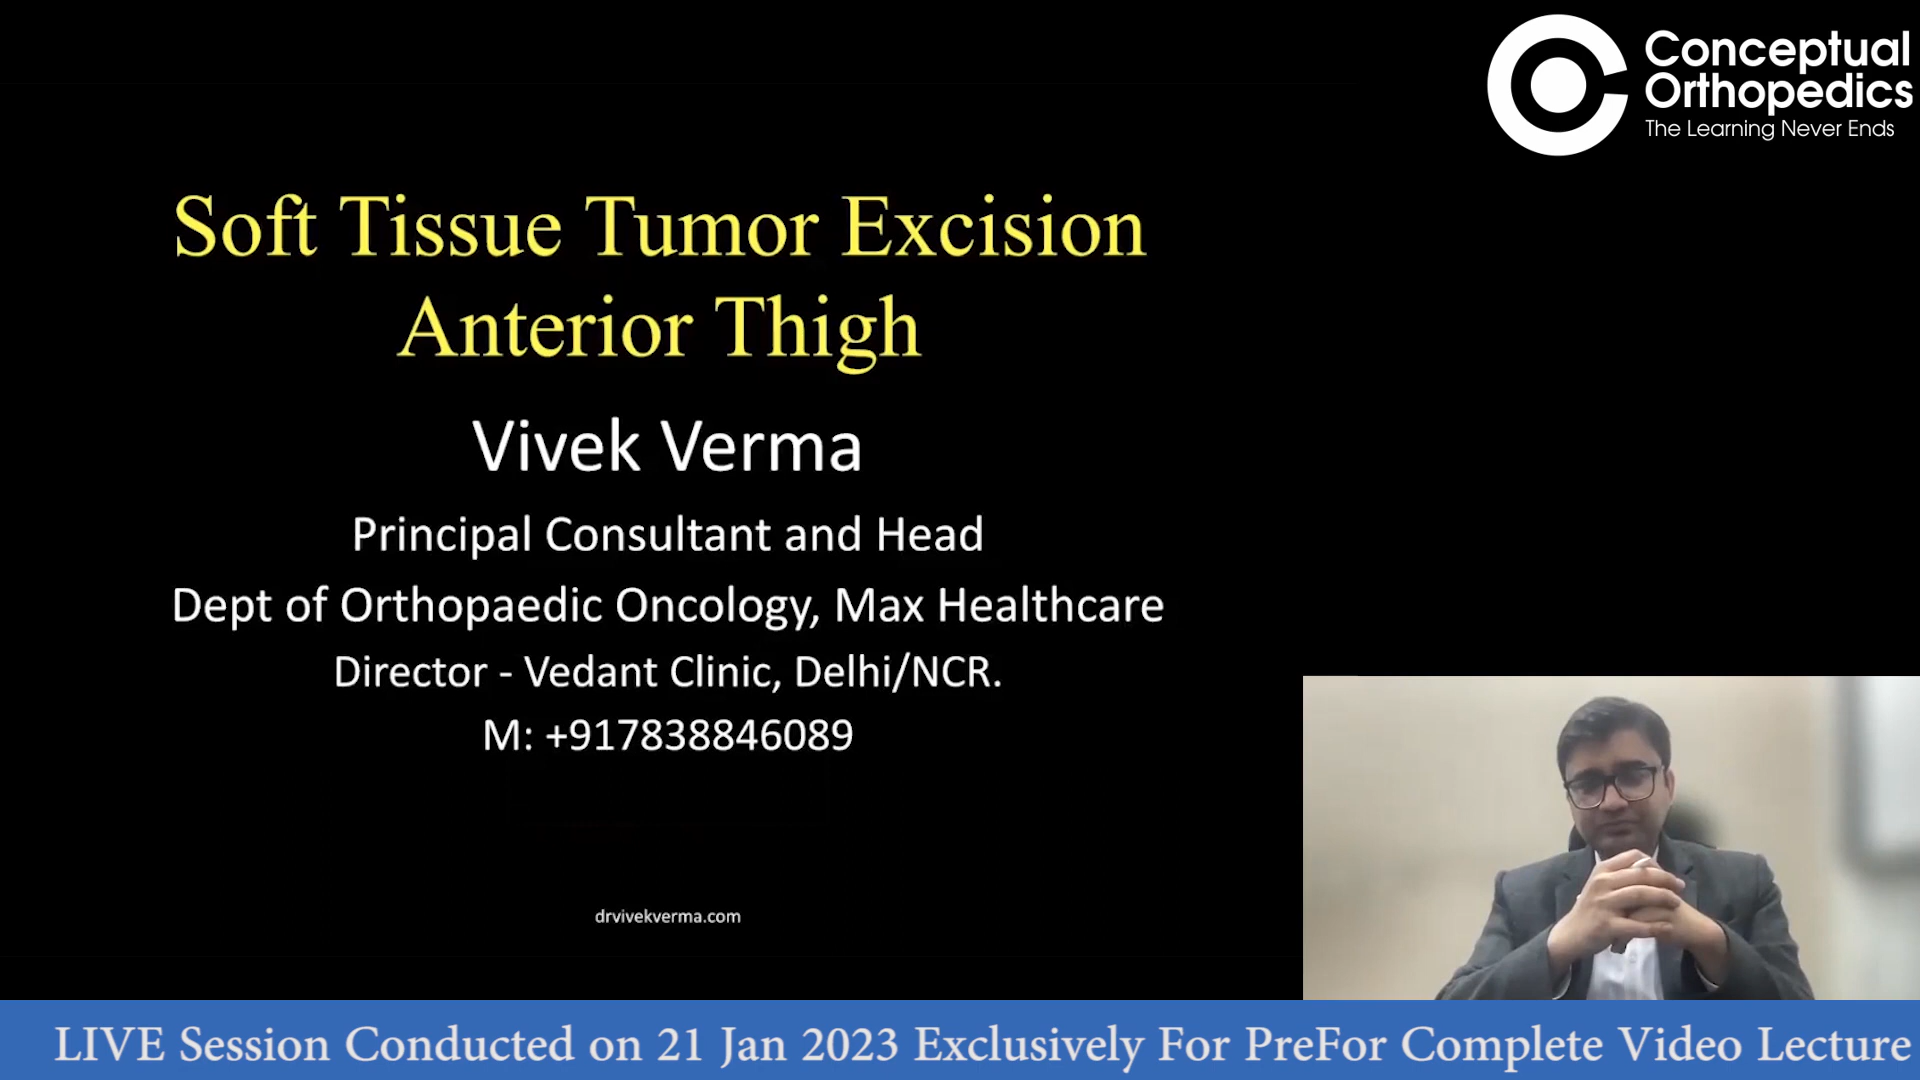 Conceptual
Orthopedics
The Learning Never Ends
Soft Tissue Tumor Excision
Anterior Thigh
Vivek Verma
Principal Consultant and Head
Dept of Orthopaedic Oncology, Max Healthcare
Director - Vedant Clinic, Delhi/NCR.
M: +917838846089
drvivekverma.com
LIVE Session Conducted on 21 Jan 2023 Exclusively For PreFor Complete Video Lecture